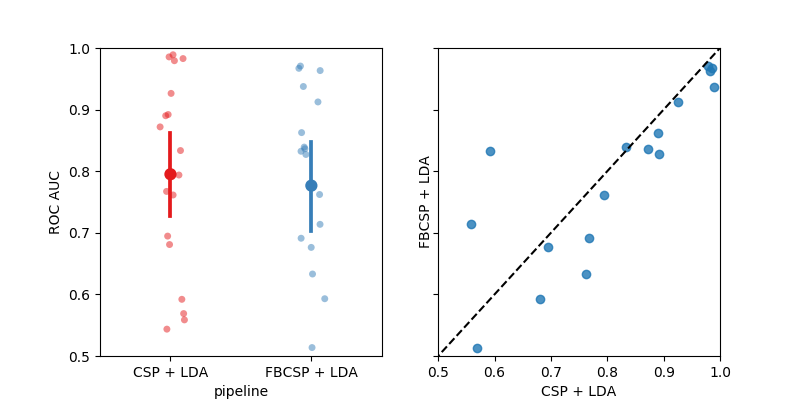 1.0
0.9
0.8
0.7
0.6
0.5
ROC AUC
CSP + LDA
FBCSP + LDA
pipeline
FBCSP + LDA
0.5
0.6
0.7
0.8
0.9
1.0
CSP + LDA